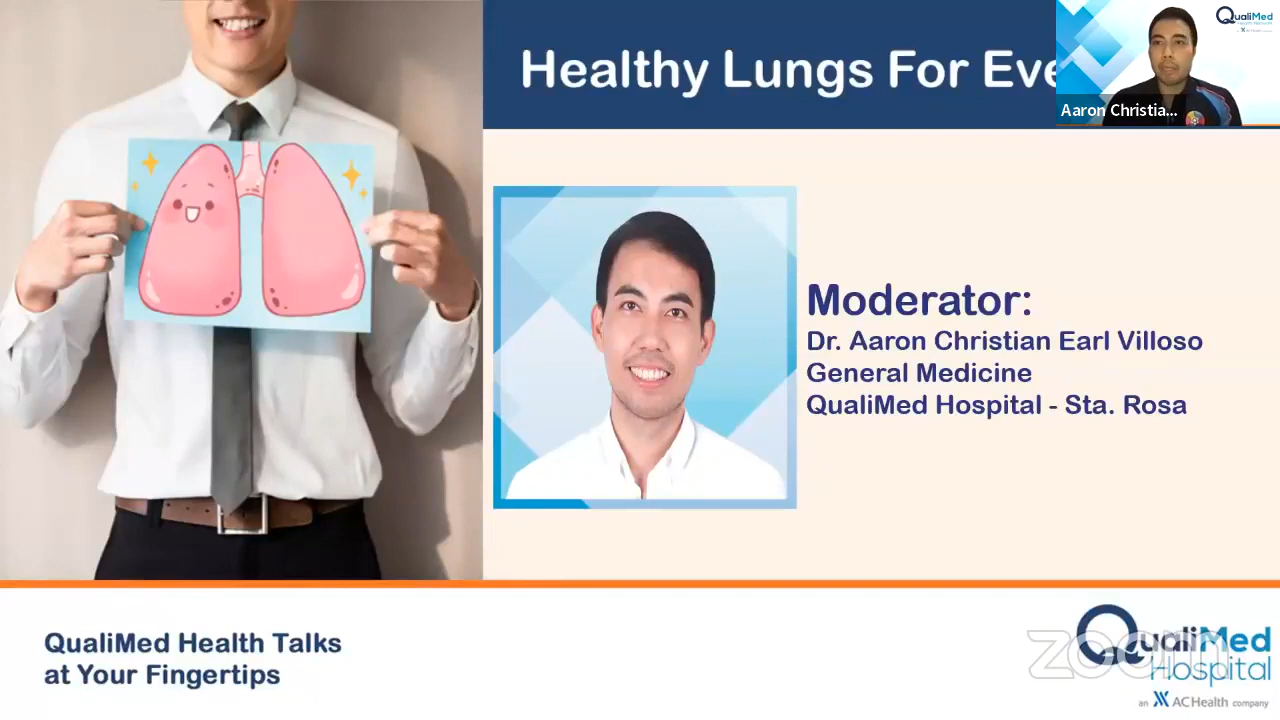 Healthy Lungs For Eve
QualiMed
Aaron Christia...
Moderator:
Dr. Aaron Christian Earl Villoso
General Medicine
QualiMed Hospital - Sta. Rosa
QualiMed Health Talks
at Your Fingertips
zoom
QualiMed
Hospital
an ACHealth company